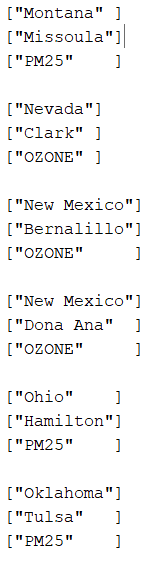 ["Montana" ]
["Missoula"]
["PM25"    ]

["Nevada"]
["Clark" ]
["OZONE" ]

["New Mexico"]
["Bernalillo"]
["OZONE"     ]

["New Mexico"]
["Dona Ana"  ]
["OZONE"     ]

["Ohio"    ]
["Hamilton"]
["PM25"    ]

["Oklahoma"]
["Tulsa"   ]
["PM25"    ]